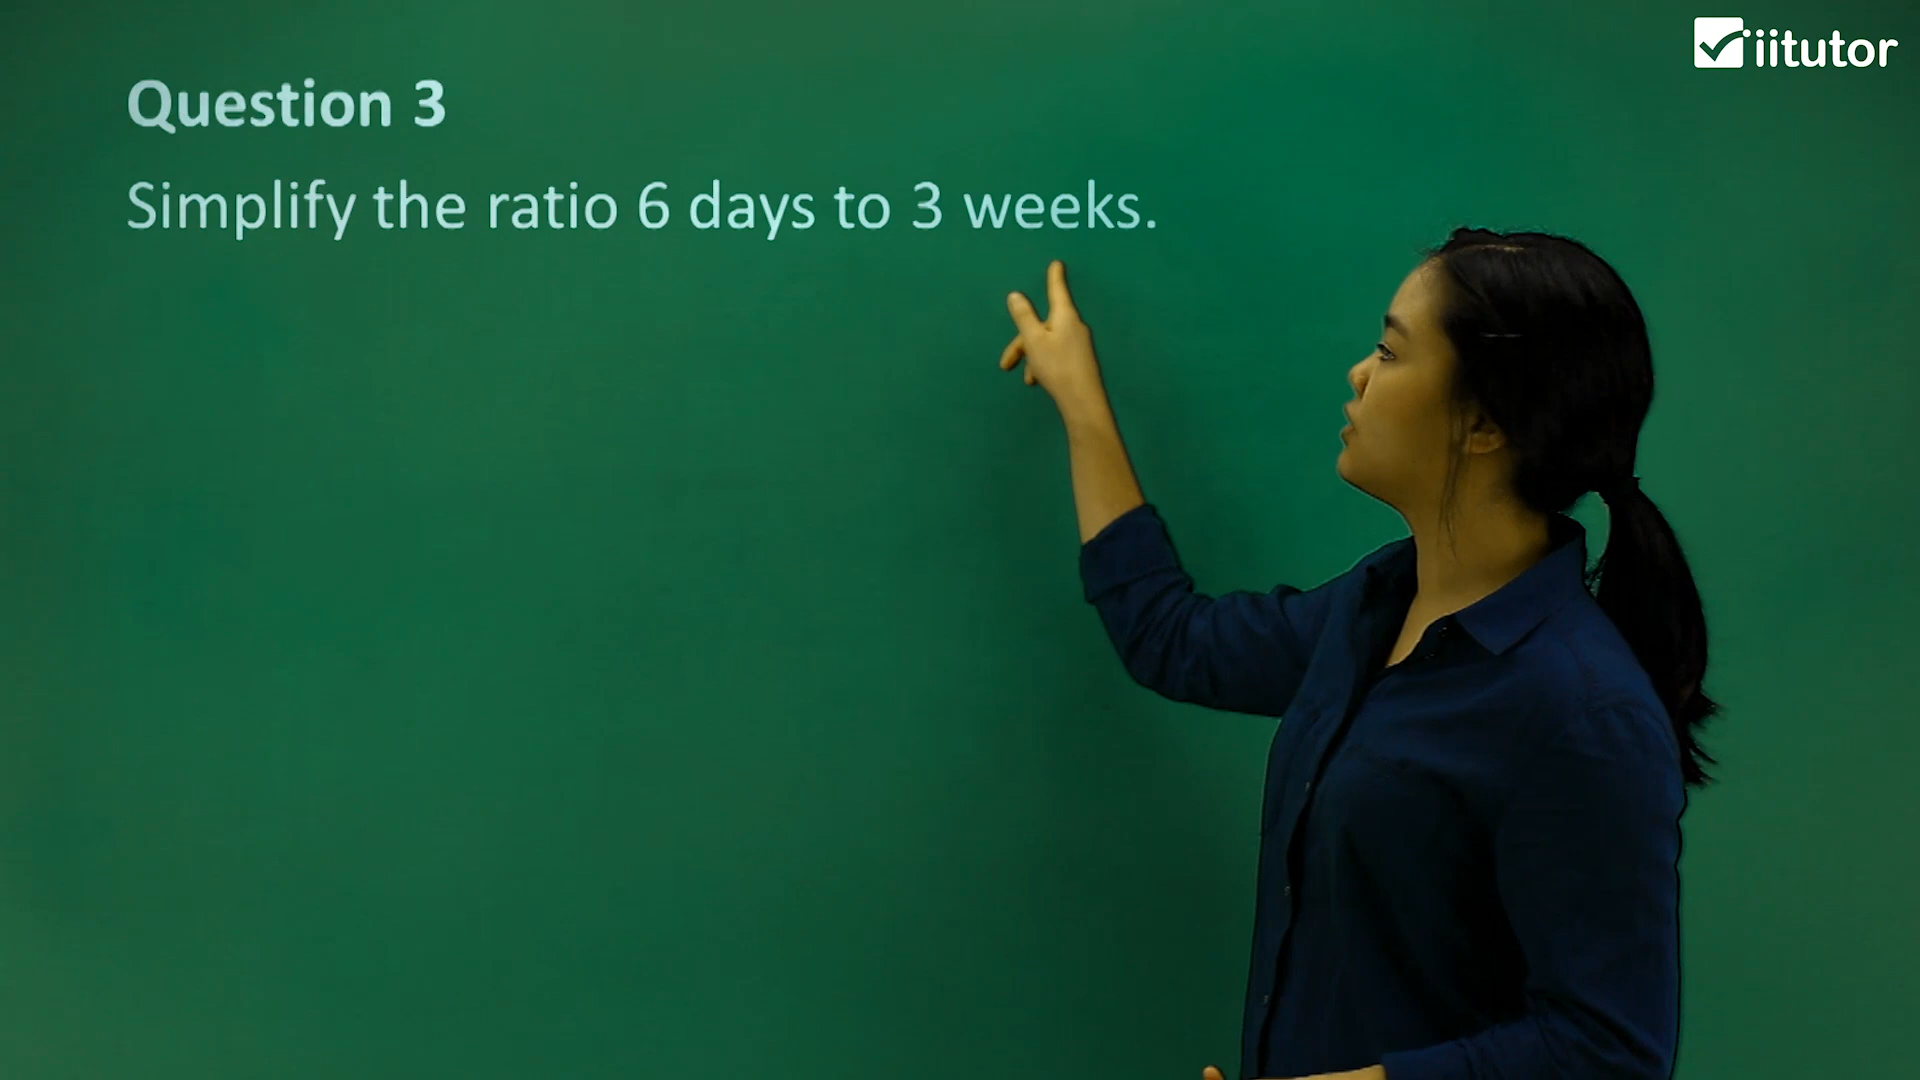 iitutor
Question 3
Simplify the ratio 6 days to 3 weeks.